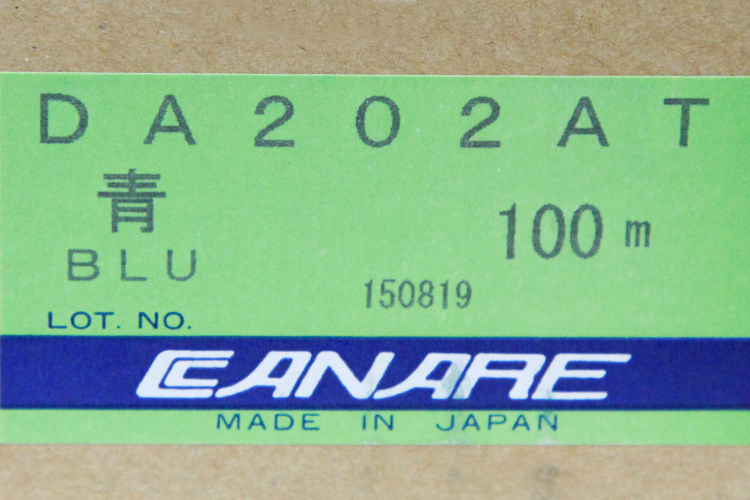 DA202AT
青
100 m
BLU
150819
LOT. NO.
CANARE
MADE IN JAPAN